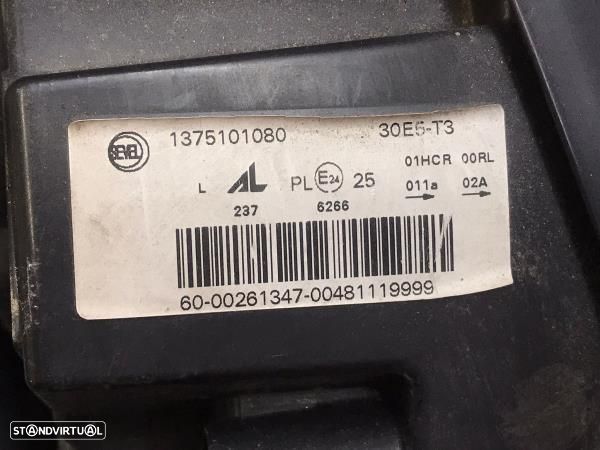 SEVEL 1375101080 30E5-T3
01HCR 00RL
L AL PL E24 25 011a 02A
237 6266
60-00261347-00481119999
STANDVIRTUAL